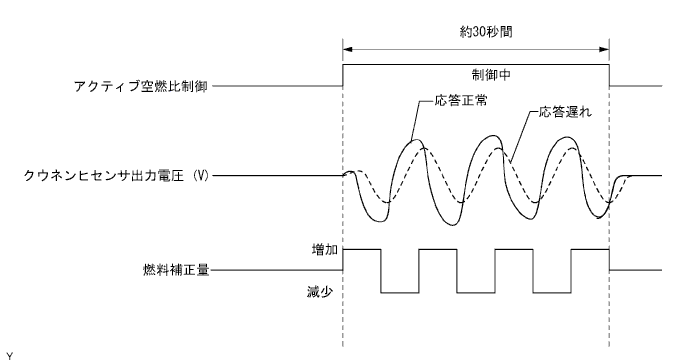 約30秒間
アクティブ空燃比制御
制御中
応答正常
応答遅れ
クウネンヒセンサ出力電圧 (V)
増加
燃料補正量
減少
Y